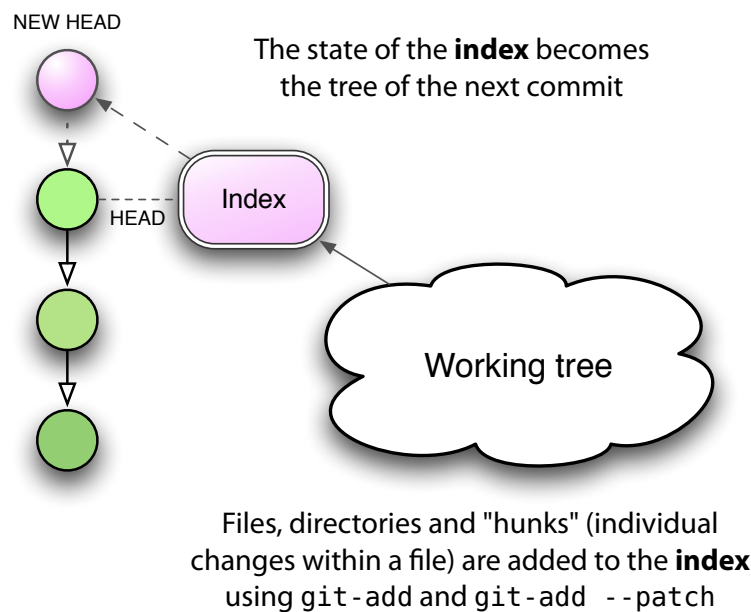 NEW HEAD
The state of the index becomes
the tree of the next commit
Index
HEAD
Working tree
Files, directories and "hunks" (individual
changes within a file) are added to the index
using git-add and git-add --patch